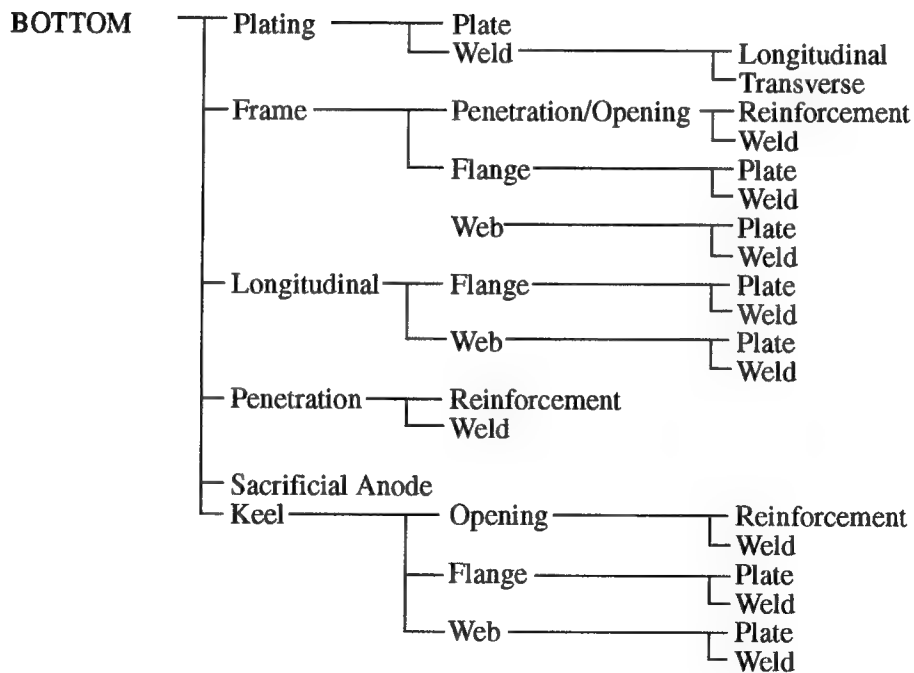 BOTTOM Plating Plate
Weld Longitudinal
Transverse
Frame Penetration/Opening Reinforcement
Weld
Flange Plate
Weld
Web Plate
Weld
Longitudinal Flange Plate
Weld
Web Plate
Weld
Penetration Reinforcement
Weld
Sacrificial Anode
Keel Opening Reinforcement
Weld
Flange Plate
Weld
Web Plate
Weld